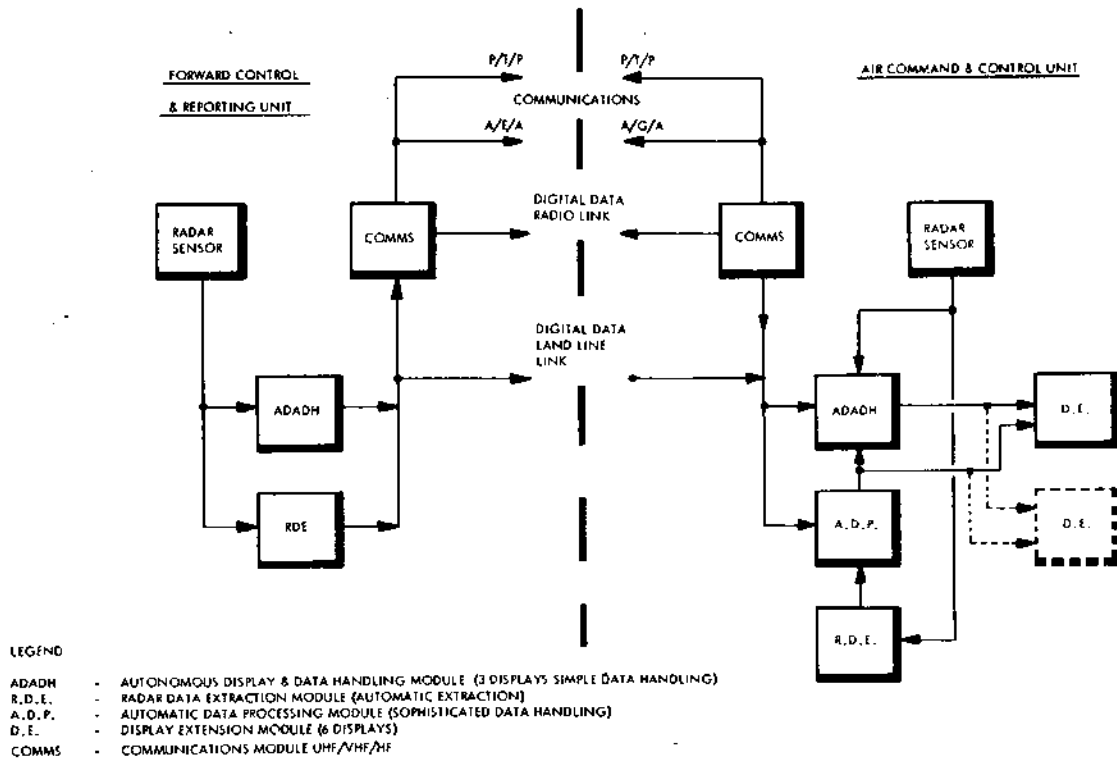 FORWARD CONTROL
& REPORTING UNIT
AIR COMMAND & CONTROL UNIT
P/T/P
P/T/P
COMMUNICATIONS
A/E/A
A/G/A
DIGITAL DATA
RADIO LINK
RADAR
SENSOR
COMMS
COMMS
RADAR
SENSOR
DIGITAL DATA
LAND LINE
LINK
ADADH
ADADH
D.E.
RDE
A.D.P.
D.E.
R.D.E.
LEGEND
ADADH - AUTONOMOUS DISPLAY & DATA HANDLING MODULE (3 DISPLAYS SIMPLE DATA HANDLING)
R.D.E. - RADAR DATA EXTRACTION MODULE (AUTOMATIC EXTRACTION)
A.D.P. - AUTOMATIC DATA PROCESSING MODULE (SOPHISTICATED DATA HANDLING)
D.E. - DISPLAY EXTENSION MODULE (6 DISPLAYS)
COMMS - COMMUNICATIONS MODULE UHF/VHF/HF